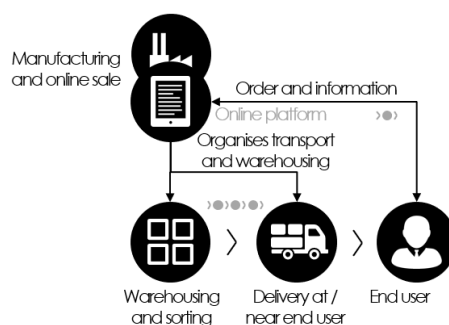 Manufacturing
and online sale
Order and information
Online platform
Organises transport
and warehousing
Warehousing
and sorting
Delivery at /
near end user
End user